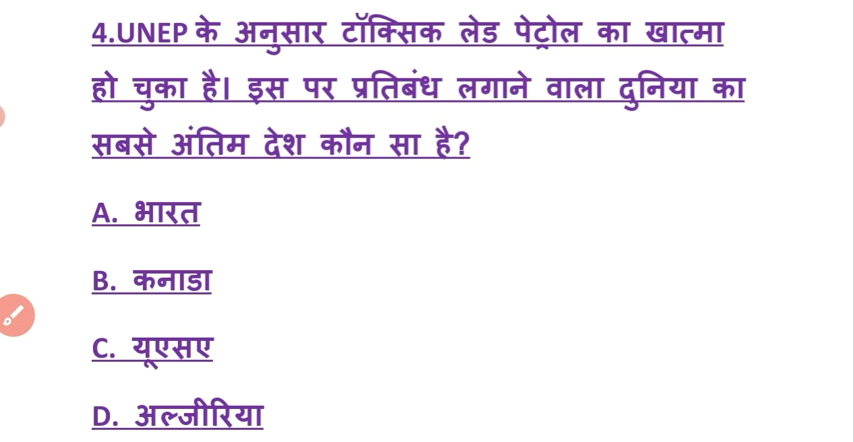 4.UNEP के अनुसार टॉक्सिक लेड पेट्रोल का खात्मा
हो चुका है। इस पर प्रतिबंध लगाने वाला दुनिया का
सबसे अंतिम देश कौन सा है?
A. भारत
B. कनाडा
C. यूएसए
D. अल्जीरिया